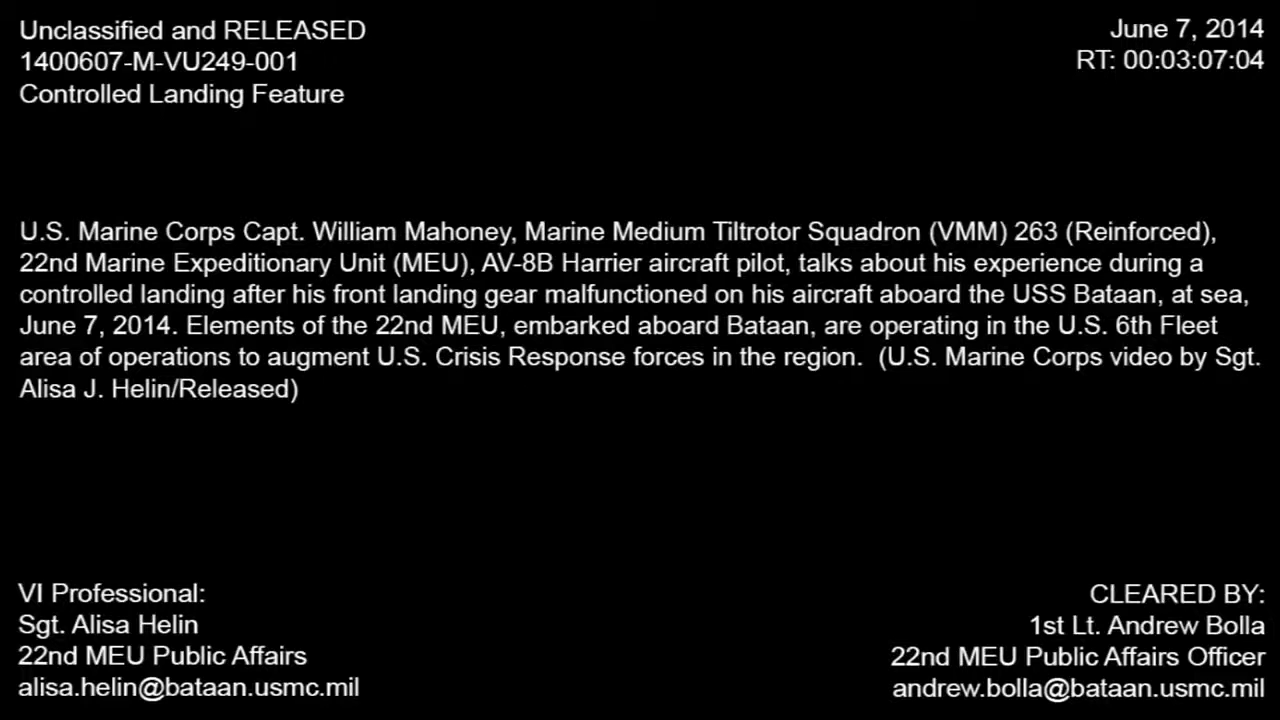 Unclassified and RELEASED
1400607-M-VU249-001
Controlled Landing Feature
June 7, 2014
RT: 00:03:07:04
U.S. Marine Corps Capt. William Mahoney, Marine Medium Tiltrotor Squadron (VMM) 263 (Reinforced),
22nd Marine Expeditionary Unit (MEU), AV-8B Harrier aircraft pilot, talks about his experience during a
controlled landing after his front landing gear malfunctioned on his aircraft aboard the USS Bataan, at sea,
June 7, 2014. Elements of the 22nd MEU, embarked aboard Bataan, are operating in the U.S. 6th Fleet
area of operations to augment U.S. Crisis Response forces in the region.  (U.S. Marine Corps video by Sgt.
Alisa J. Helin/Released)
VI Professional:
Sgt. Alisa Helin
22nd MEU Public Affairs
alisa.helin@bataan.usmc.mil
CLEARED BY:
1st Lt. Andrew Bolla
22nd MEU Public Affairs Officer
andrew.bolla@bataan.usmc.mil